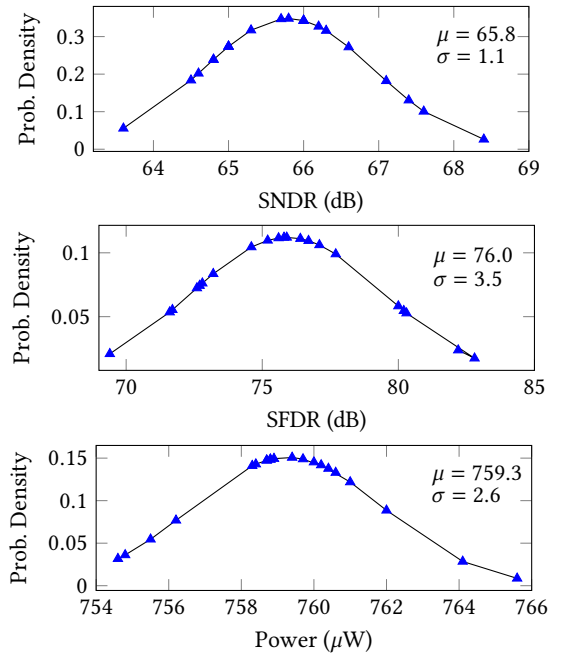 Prob. Density
0.3
0.2
0.1
0
μ = 65.8
σ = 1.1
64 65 66 67 68 69
SNDR (dB)
Prob. Density
0.1
0.05
μ = 76.0
σ = 3.5
70 75 80 85
SFDR (dB)
Prob. Density
0.15
0.1
0.05
0
μ = 759.3
σ = 2.6
754 756 758 760 762 764 766
Power (μW)